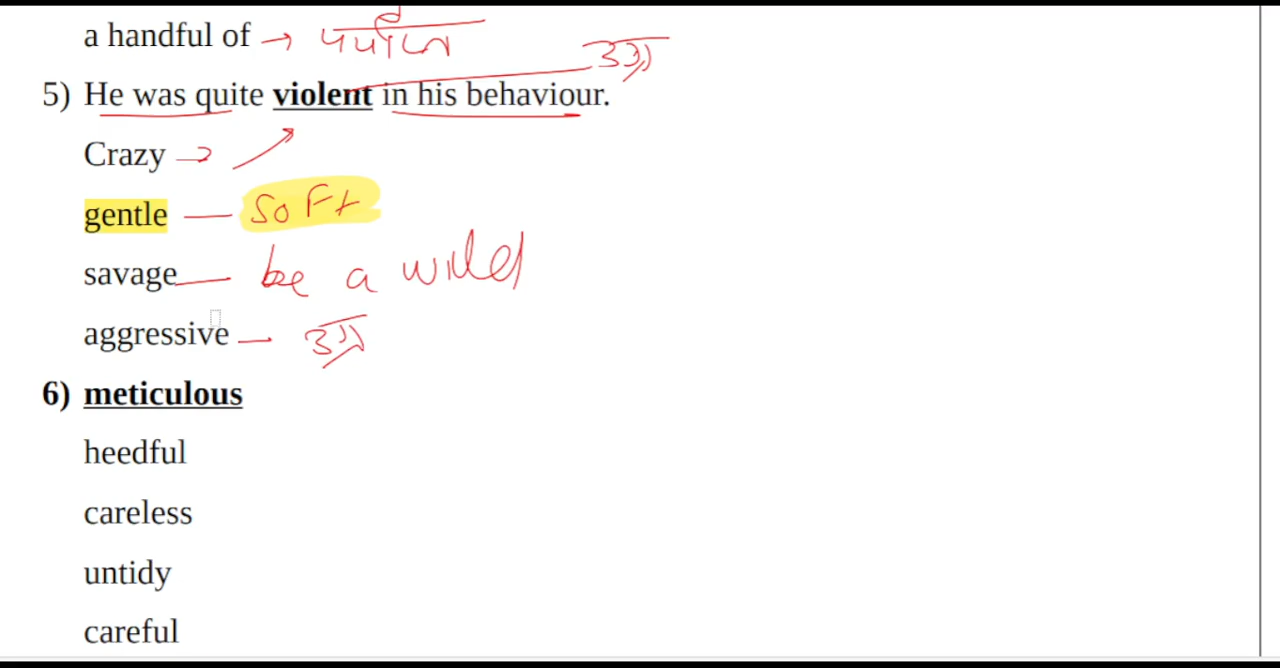 a handful of → पर्याप्त
उग्र
5) He was quite violent in his behaviour.
Crazy →
gentle — Soft
savage — be a wild
aggressive — उग्र
6) meticulous
heedful
careless
untidy
careful